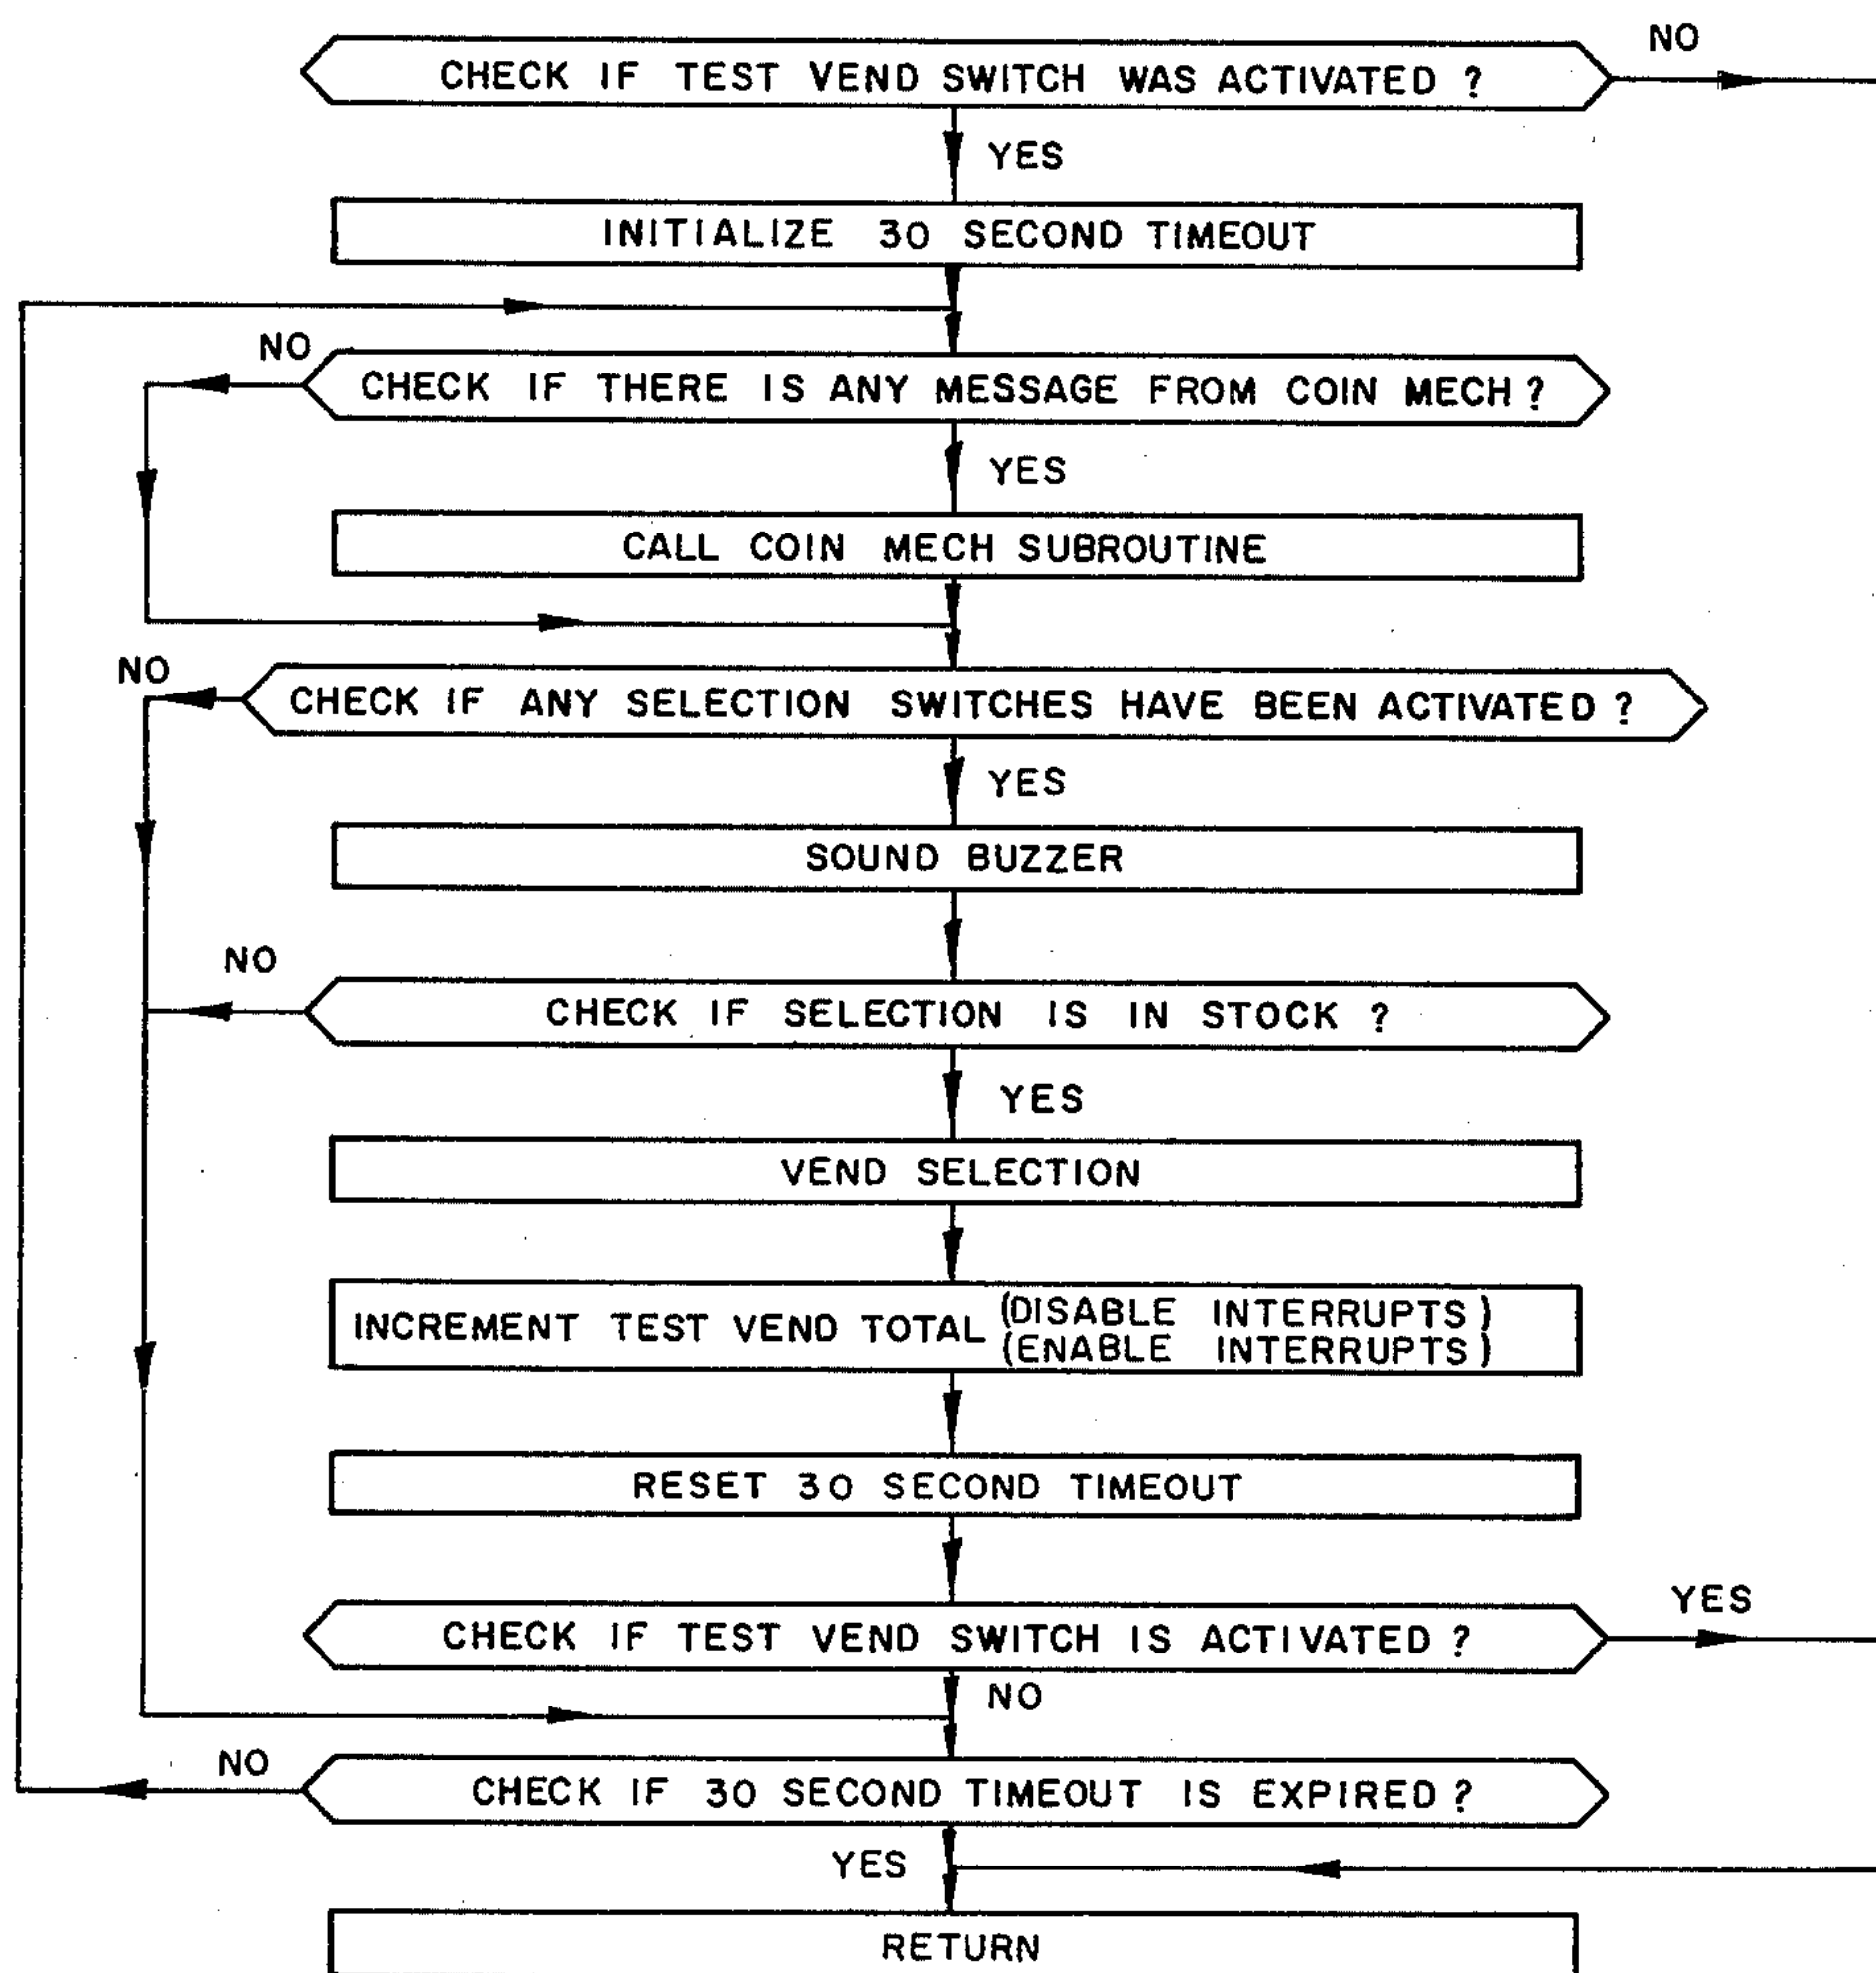 NO
CHECK IF TEST VEND SWITCH WAS ACTIVATED ?
YES
INITIALIZE 30 SECOND TIMEOUT
NO
CHECK IF THERE IS ANY MESSAGE FROM COIN MECH ?
YES
CALL COIN MECH SUBROUTINE
NO
CHECK IF ANY SELECTION SWITCHES HAVE BEEN ACTIVATED ?
YES
SOUND BUZZER
NO
CHECK IF SELECTION IS IN STOCK ?
YES
VEND SELECTION
INCREMENT TEST VEND TOTAL (DISABLE INTERRUPTS)
(ENABLE INTERRUPTS)
RESET 30 SECOND TIMEOUT
YES
CHECK IF TEST VEND SWITCH IS ACTIVATED ?
NO
NO
CHECK IF 30 SECOND TIMEOUT IS EXPIRED ?
YES
RETURN